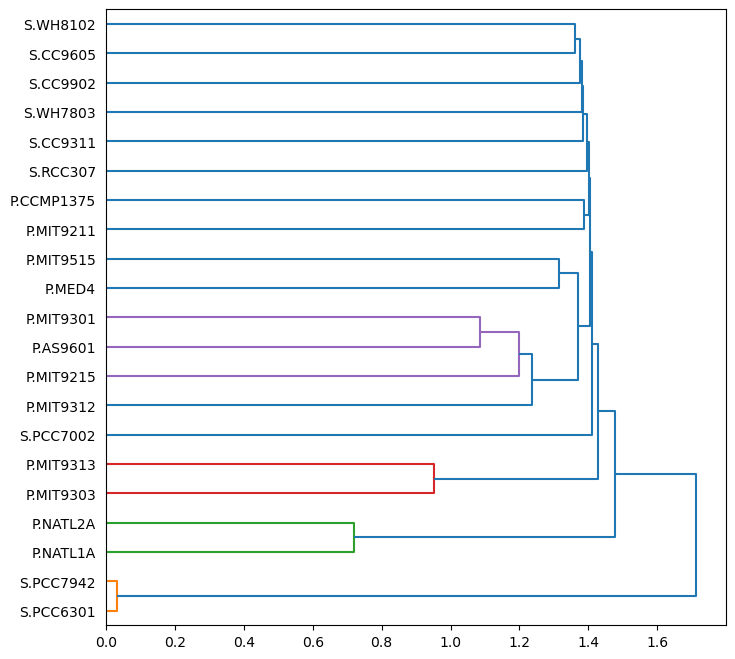 S.WH8102
S.CC9605
S.CC9902
S.WH7803
S.CC9311
S.RCC307
P.CCMP1375
P.MIT9211
P.MIT9515
P.MED4
P.MIT9301
P.AS9601
P.MIT9215
P.MIT9312
S.PCC7002
P.MIT9313
P.MIT9303
P.NATL2A
P.NATL1A
S.PCC7942
S.PCC6301
0.0 0.2 0.4 0.6 0.8 1.0 1.2 1.4 1.6